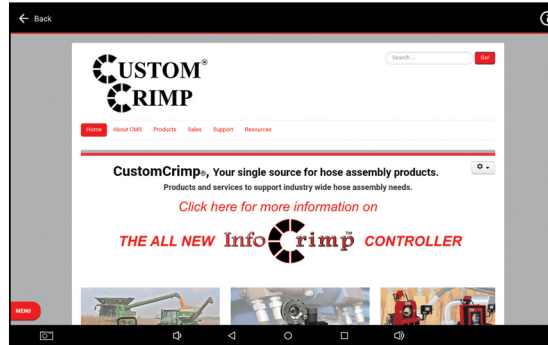 Back
CUSTOM®
CRIMP
Search ...
Go!
Home About CMS Products Sales Support Resources
CustomCrimp®, Your single source for hose assembly products.
Products and services to support industry wide hose assembly needs.
Click here for more information on
THE ALL NEW InfoCrimp™ CONTROLLER
MENU